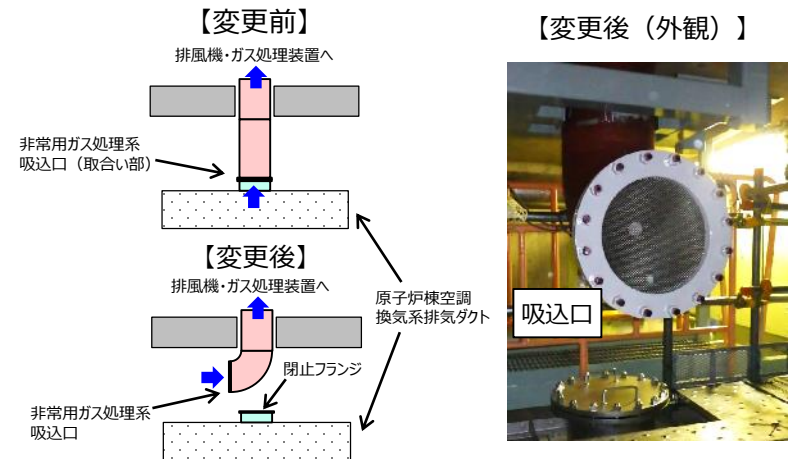 【変更前】
排風機・ガス処理装置へ
非常用ガス処理系
吸込口（取合い部）
【変更後】
排風機・ガス処理装置へ
原子炉棟空調
換気系排気ダクト
閉止フランジ
非常用ガス処理系
吸込口
【変更後（外観）】
吸込口